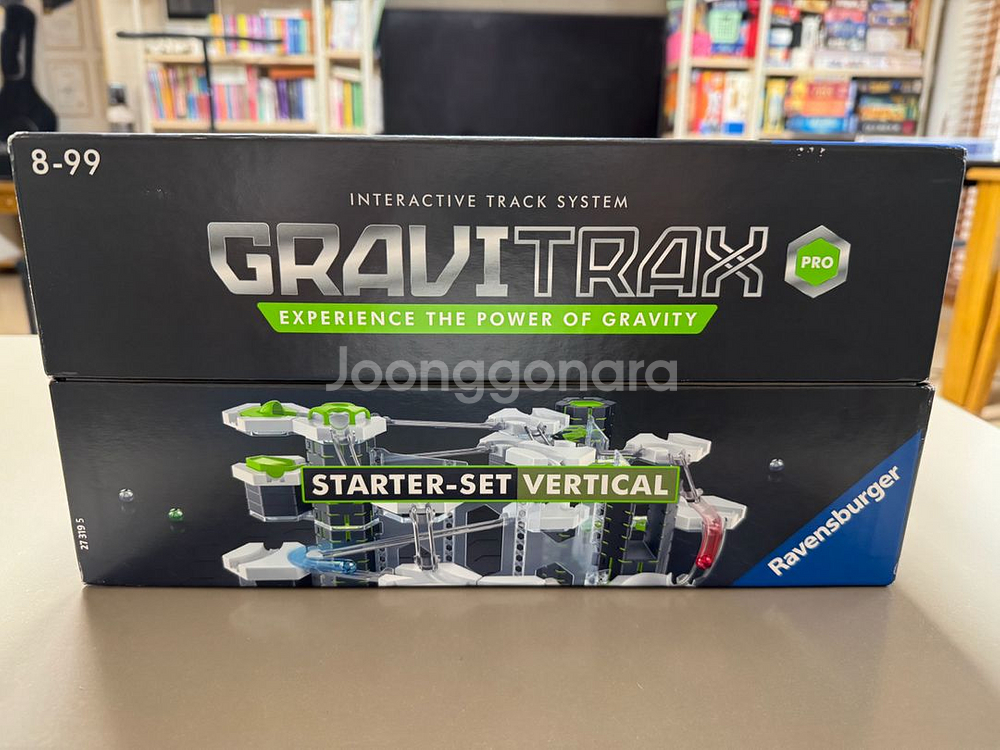 8-99
INTERACTIVE TRACK SYSTEM
GRAVITRAX PRO
EXPERIENCE THE POWER OF GRAVITY
Joonggonara
STARTER-SET VERTICAL
27 319 5
Ravensburger